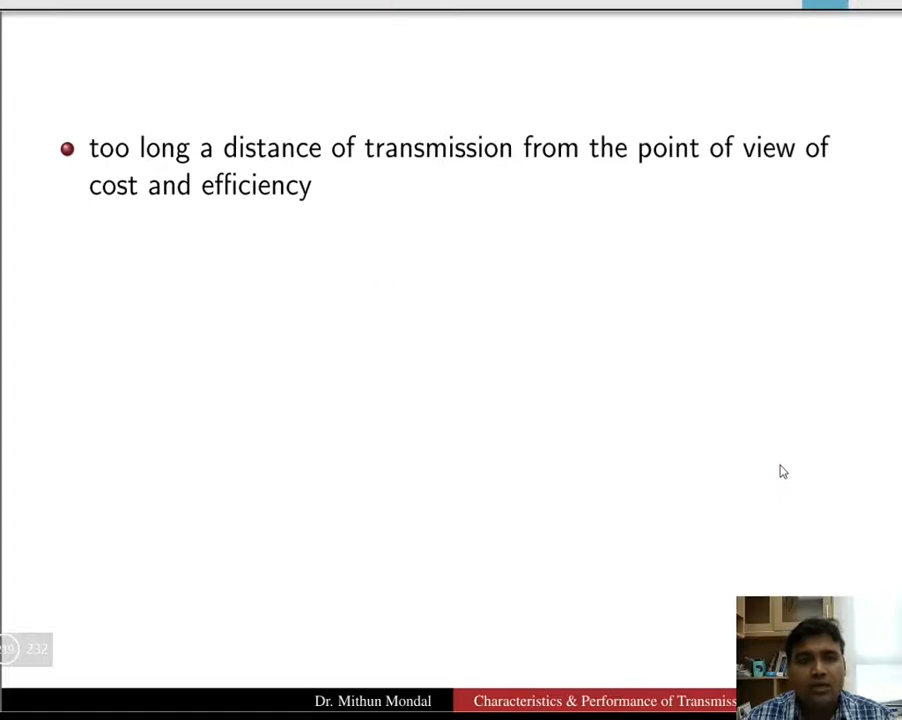 too long a distance of transmission from the point of view of
cost and efficiency
219 232
Dr. Mithun Mondal Characteristics & Performance of Transmiss